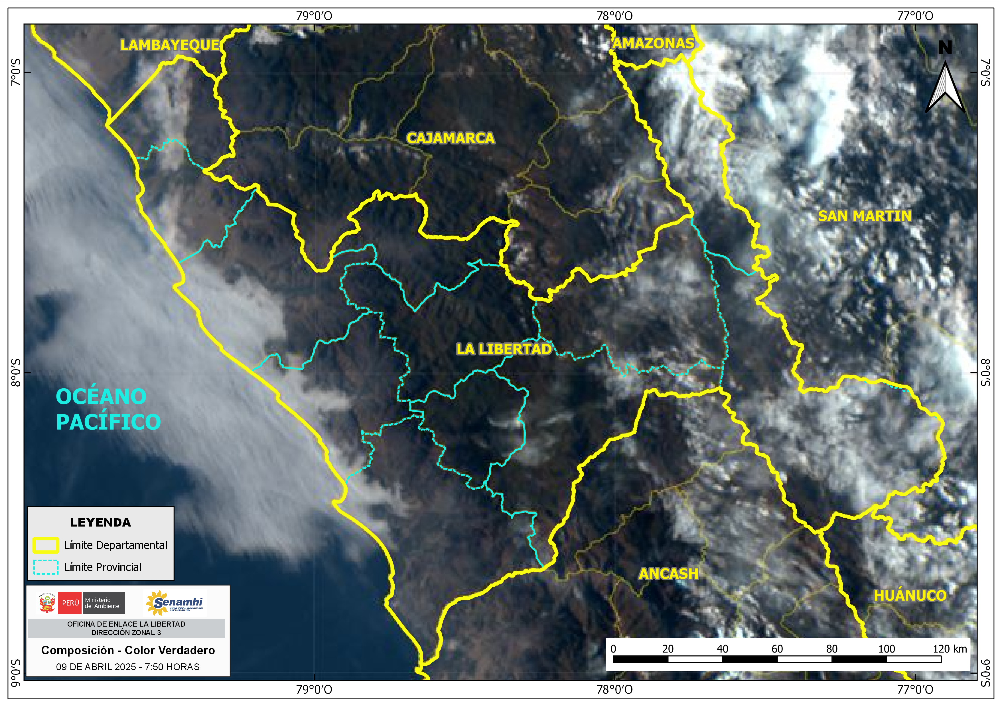 79°0'O 78°0'O 77°0'O
LAMBAYEQUE
AMAZONAS
N
7°0'S
7°0'S
CAJAMARCA
SAN MARTIN
LA LIBERTAD
8°0'S
8°0'S
OCÉANO
PACÍFICO
LEYENDA
Límite Departamental
Límite Provincial
ANCASH
HUÁNUCO
PERÚ
Ministerio
del Ambiente
Senamhi
OFICINA DE ENLACE LA LIBERTAD
DIRECCIÓN ZONAL 3
Composición - Color Verdadero
09 DE ABRIL 2025 - 7:50 HORAS
0 20 40 60 80 100 120 km
9°0'S
9°0'S
79°0'O 78°0'O 77°0'O